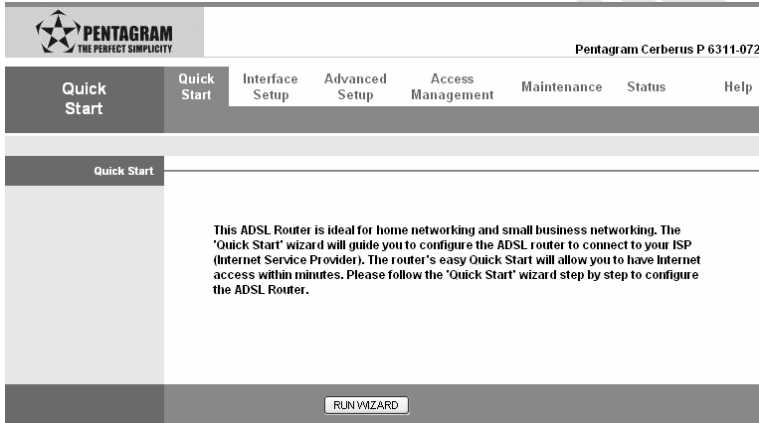 PENTAGRAM
THE PERFECT SIMPLICITY
Pentagram Cerberus P 6311-072
Quick
Start
Quick
Start
Interface
Setup
Advanced
Setup
Access
Management
Maintenance
Status
Help
Quick Start
This ADSL Router is ideal for home networking and small business networking. The
'Quick Start' wizard will guide you to configure the ADSL router to connect to your ISP
(Internet Service Provider). The router's easy Quick Start will allow you to have Internet
access within minutes. Please follow the 'Quick Start' wizard step by step to configure
the ADSL Router.
RUN WIZARD